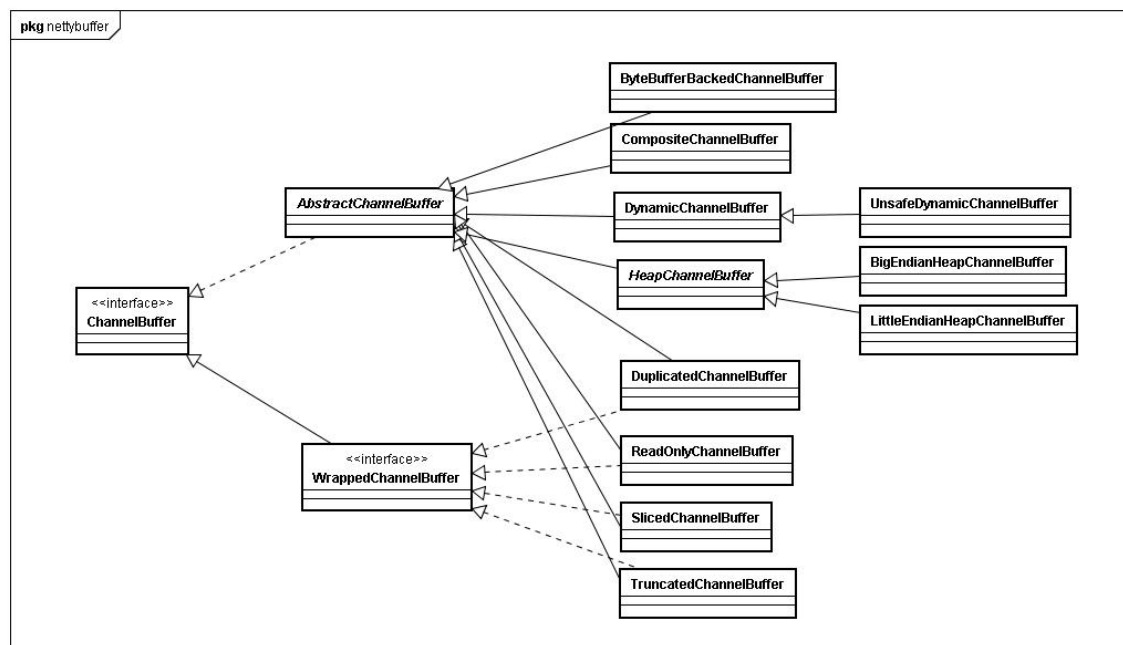 pkg nettybuffer
ByteBufferBackedChannelBuffer
CompositeChannelBuffer
AbstractChannelBuffer
DynamicChannelBuffer
UnsafeDynamicChannelBuffer
HeapChannelBuffer
BigEndianHeapChannelBuffer
<<interface>>
ChannelBuffer
LittleEndianHeapChannelBuffer
DuplicatedChannelBuffer
<<interface>>
WrappedChannelBuffer
ReadOnlyChannelBuffer
SlicedChannelBuffer
TruncatedChannelBuffer